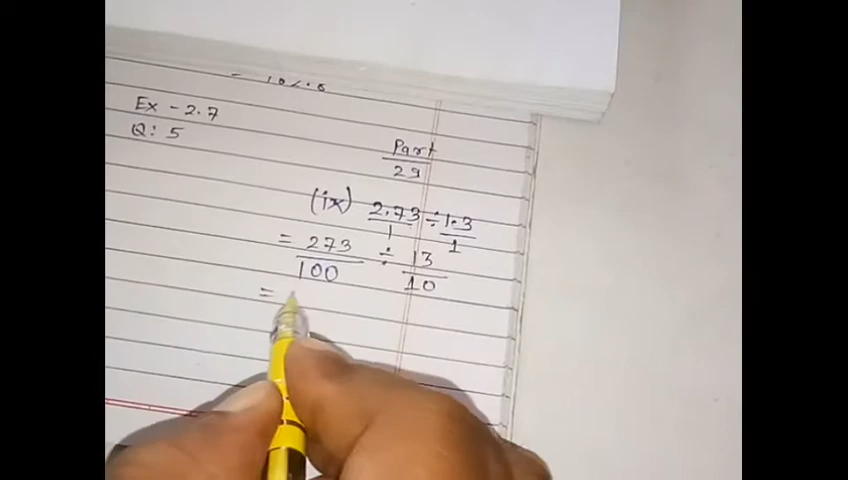 Ex - 2.7
Q: 5
Part
29
(ix) 2.73/1 ÷ 1.3/1
= 273/100 ÷ 13/10
=